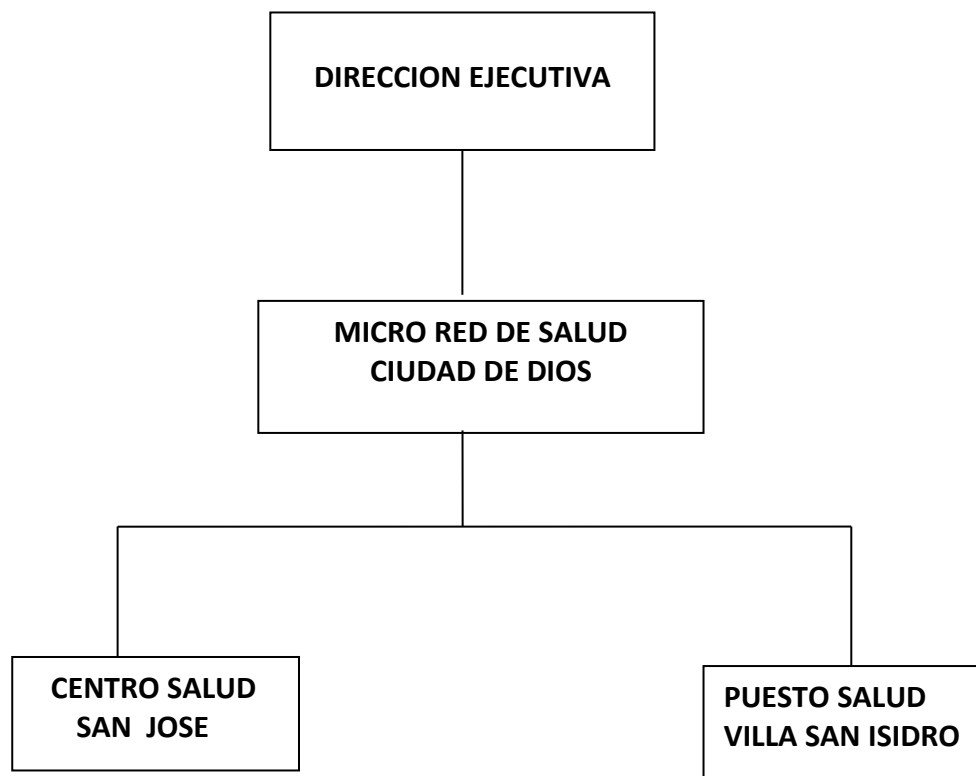 DIRECCION EJECUTIVA
MICRO RED DE SALUD
CIUDAD DE DIOS
CENTRO SALUD
SAN JOSE
PUESTO SALUD
VILLA SAN ISIDRO